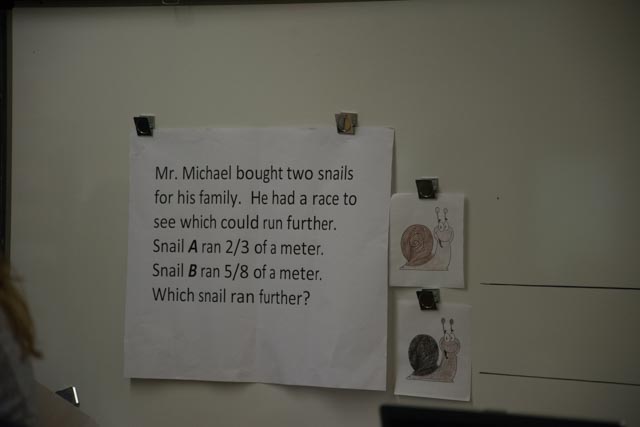 Mr. Michael bought two snails
for his family. He had a race to
see which could run further.
Snail A ran 2/3 of a meter.
Snail B ran 5/8 of a meter.
Which snail ran further?